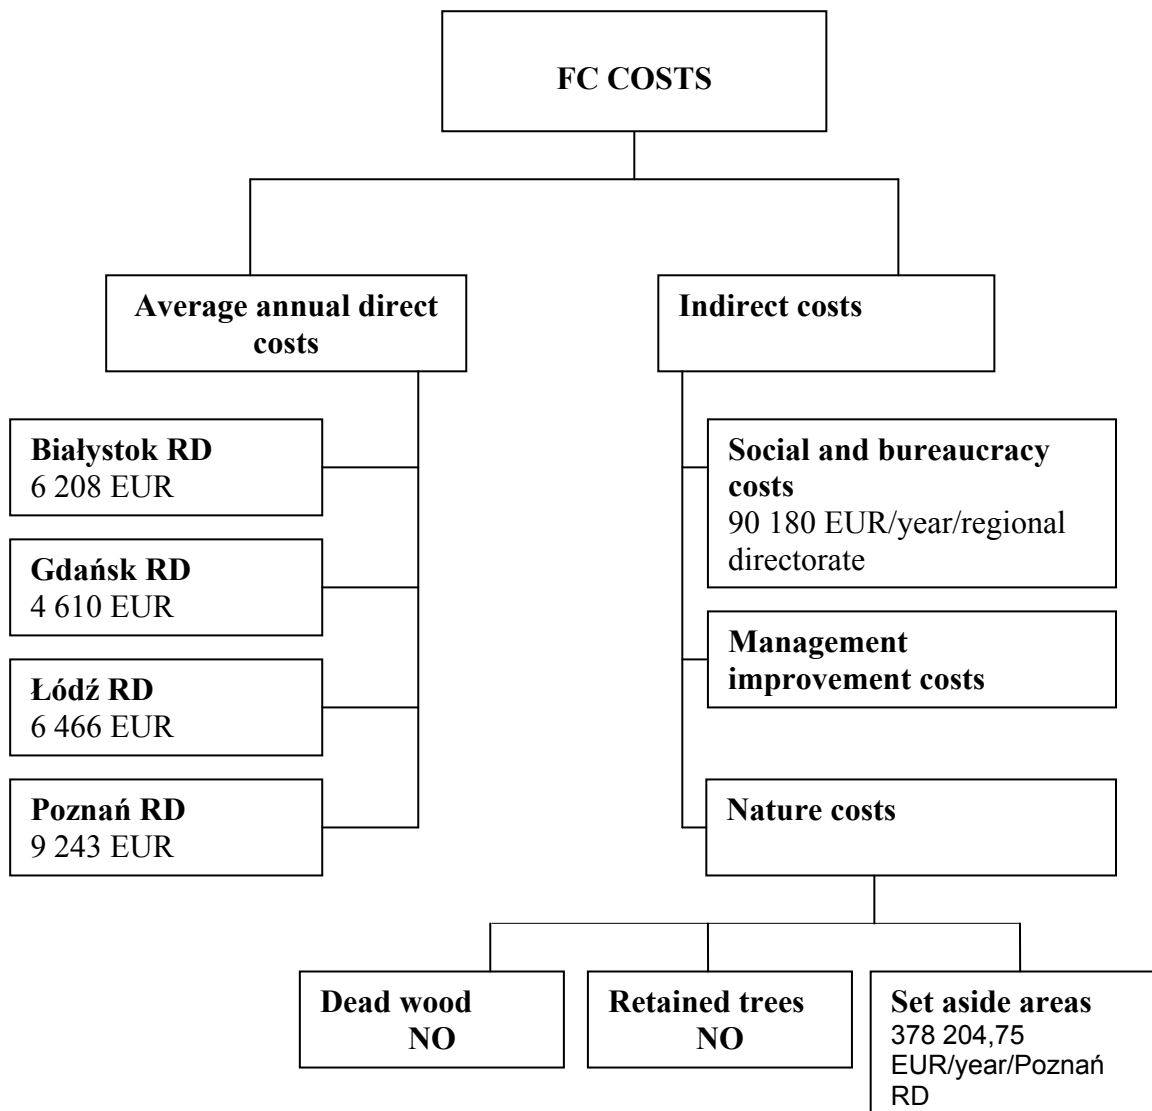 FC COSTS
Average annual direct
costs
Indirect costs
Białystok RD
6 208 EUR
Gdańsk RD
4 610 EUR
Łódź RD
6 466 EUR
Poznań RD
9 243 EUR
Social and bureaucracy
costs
90 180 EUR/year/regional
directorate
Management
improvement costs
Nature costs
Dead wood
NO
Retained trees
NO
Set aside areas
378 204,75
EUR/year/Poznań
RD